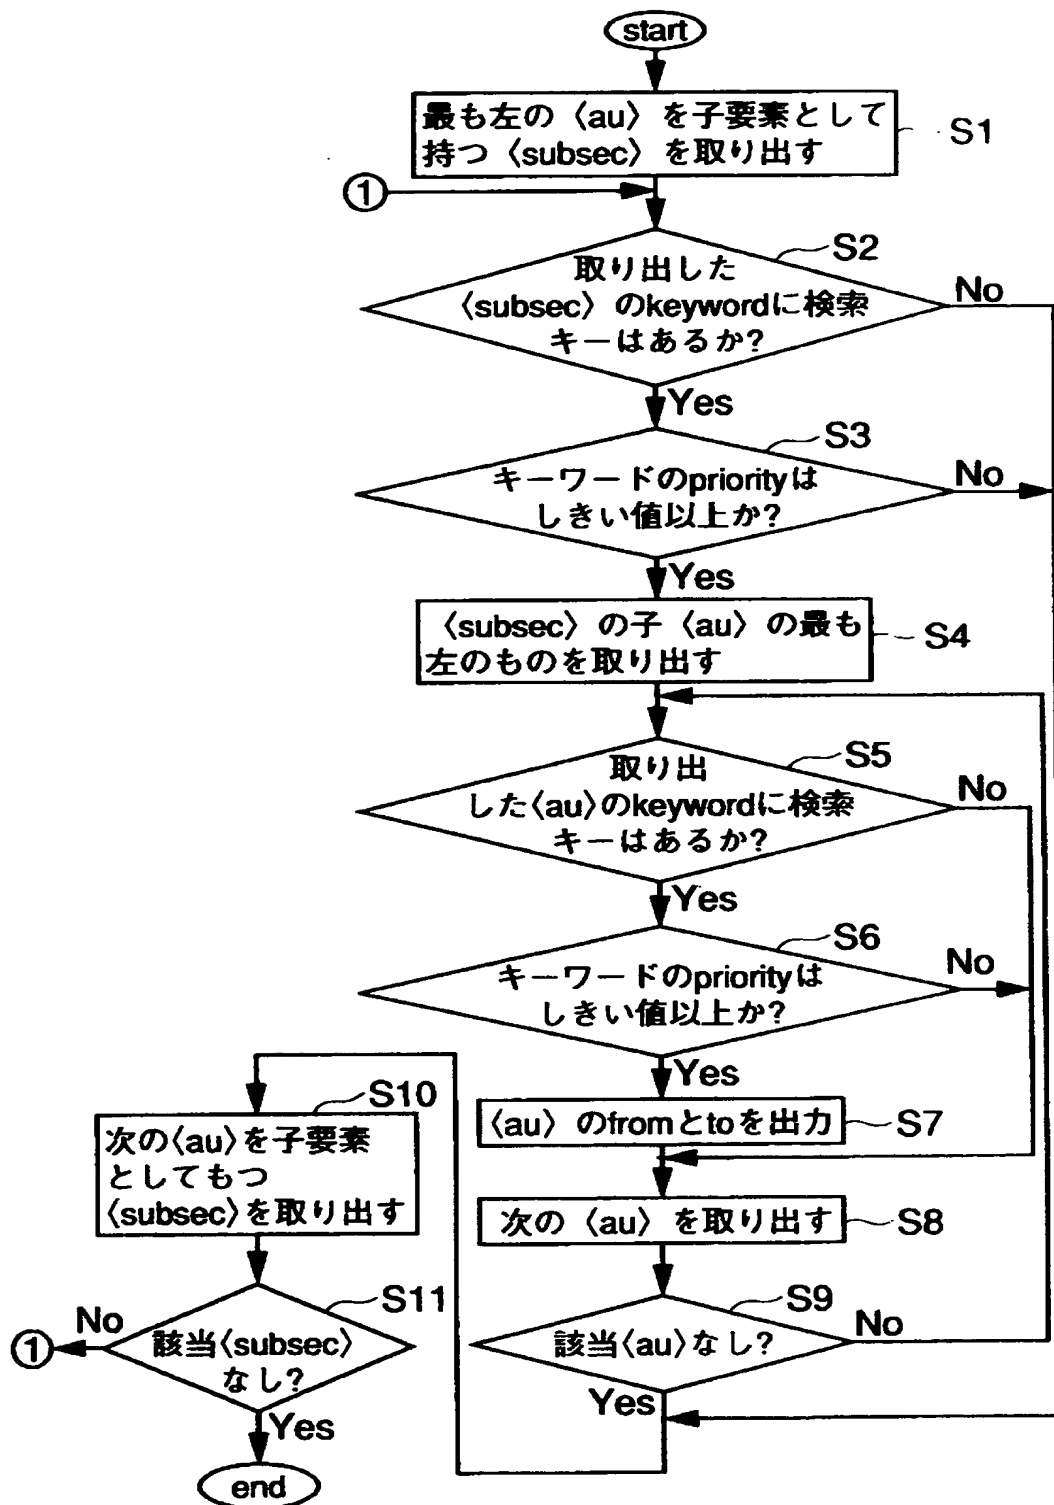 start
最も左の〈au〉を子要素として
持つ〈subsec〉を取り出す
S1
①
S2
取り出した
〈subsec〉のkeywordに検索
キーはあるか?
No
Yes
S3
キーワードのpriorityは
しきい値以上か?
No
Yes
〈subsec〉の子〈au〉の最も
左のものを取り出す
S4
S5
取り出
した〈au〉のkeywordに検索
キーはあるか?
No
Yes
S6
キーワードのpriorityは
しきい値以上か?
No
Yes
〈au〉のfromとtoを出力
S7
次の〈au〉を取り出す
S8
S9
該当〈au〉なし?
No
Yes
S10
次の〈au〉を子要素
としてもつ
〈subsec〉を取り出す
S11
該当〈subsec〉
なし?
No
①
Yes
end